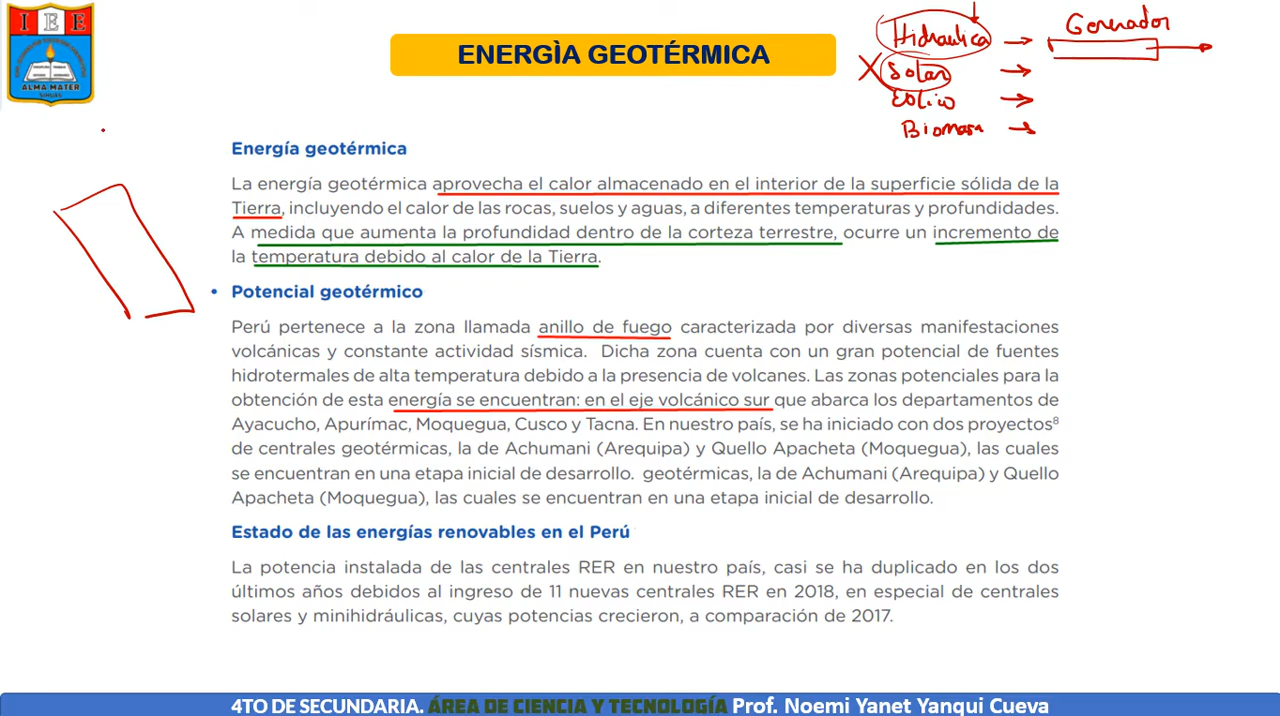 I E E
ALMA MATER
SIHUAS
ENERGÌA GEOTÉRMICA
Hidraulica → Generador
Solar
Eólico
Biomasa
Energía geotérmica
La energía geotérmica aprovecha el calor almacenado en el interior de la superficie sólida de la
Tierra, incluyendo el calor de las rocas, suelos y aguas, a diferentes temperaturas y profundidades.
A medida que aumenta la profundidad dentro de la corteza terrestre, ocurre un incremento de
la temperatura debido al calor de la Tierra.
• Potencial geotérmico
Perú pertenece a la zona llamada anillo de fuego caracterizada por diversas manifestaciones
volcánicas y constante actividad sísmica. Dicha zona cuenta con un gran potencial de fuentes
hidrotermales de alta temperatura debido a la presencia de volcanes. Las zonas potenciales para la
obtención de esta energía se encuentran: en el eje volcánico sur que abarca los departamentos de
Ayacucho, Apurímac, Moquegua, Cusco y Tacna. En nuestro país, se ha iniciado con dos proyectos⁸
de centrales geotérmicas, la de Achumani (Arequipa) y Quello Apacheta (Moquegua), las cuales
se encuentran en una etapa inicial de desarrollo. geotérmicas, la de Achumani (Arequipa) y Quello
Apacheta (Moquegua), las cuales se encuentran en una etapa inicial de desarrollo.
Estado de las energías renovables en el Perú
La potencia instalada de las centrales RER en nuestro país, casi se ha duplicado en los dos
últimos años debidos al ingreso de 11 nuevas centrales RER en 2018, en especial de centrales
solares y minihidráulicas, cuyas potencias crecieron, a comparación de 2017.
4TO DE SECUNDARIA. ÁREA DE CIENCIA Y TECNOLOGÍA Prof. Noemi Yanet Yanqui Cueva